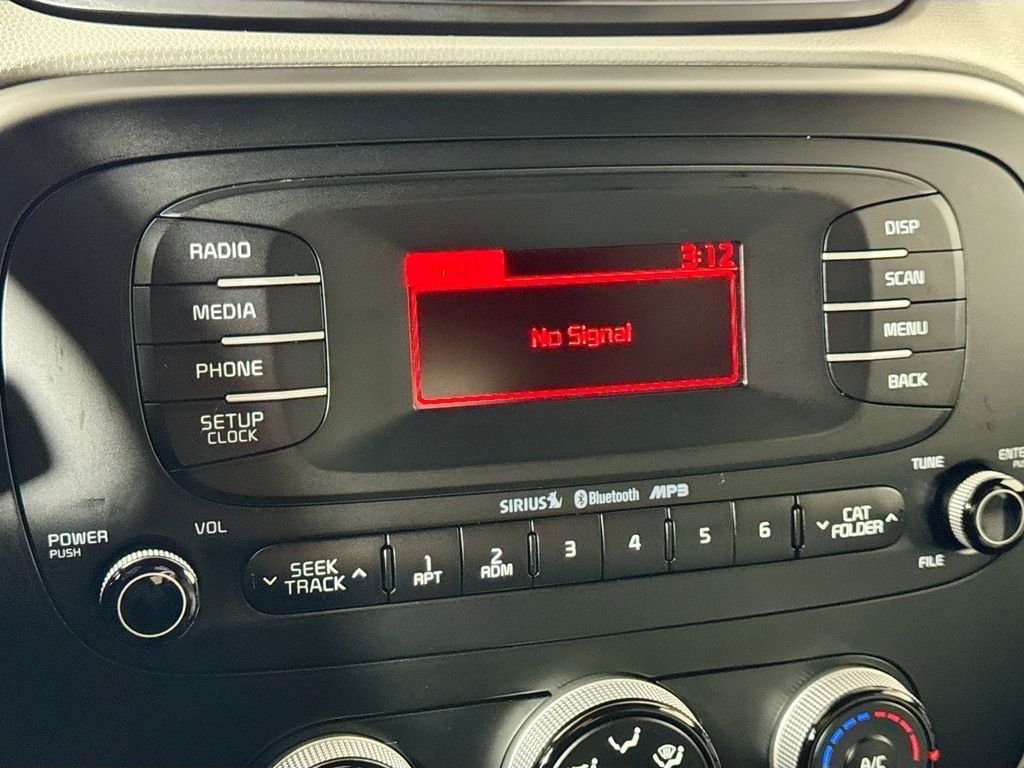 RADIO
MEDIA
PHONE
SETUP
CLOCK
3:12
No Signal
DISP
SCAN
MENU
BACK
SIRIUS Bluetooth MP3
POWER
PUSH
VOL
SEEK
TRACK
1
RPT
2
RDM
3
4
5
6
CAT
FOLDER
TUNE
FILE
A/C